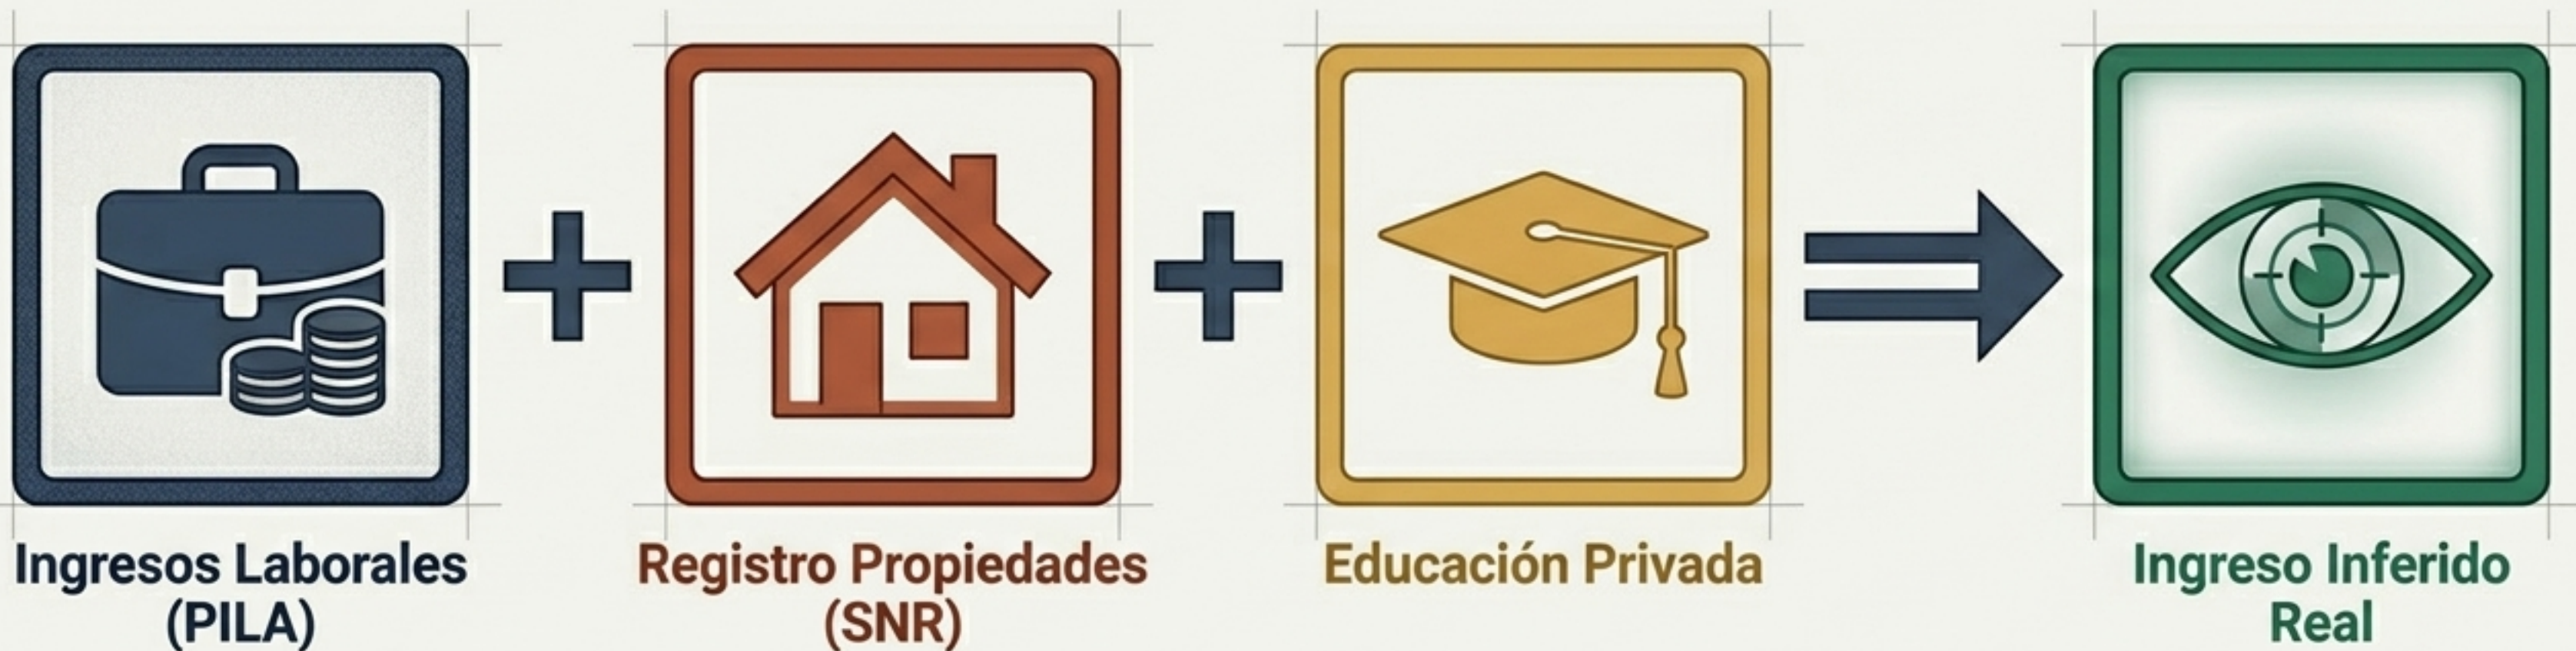 Ingresos Laborales
(PILA)
Registro Propiedades
(SNR)
Educación Privada
Ingreso Inferido
Real